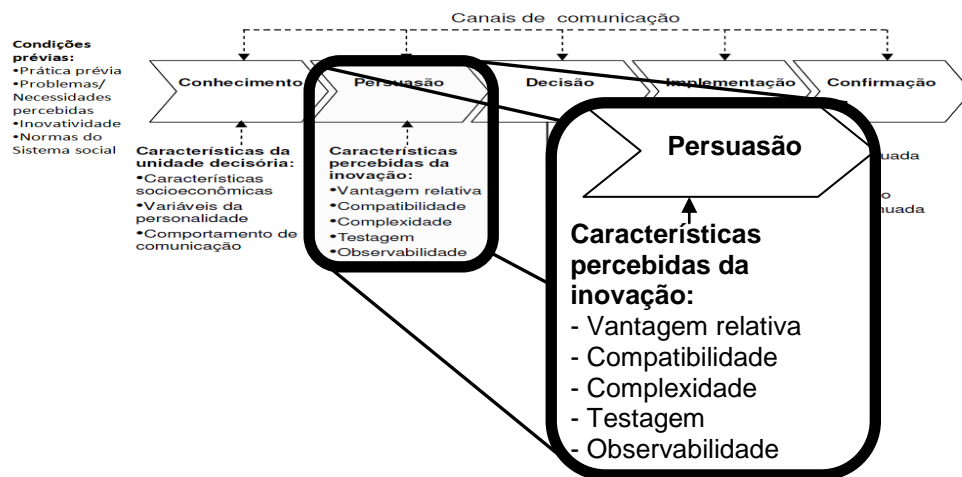 Canais de comunicação
Condições
prévias:
•Prática prévia
•Problemas/
Necessidades
percebidas
•Inovatividade
•Normas do
Sistema social
Conhecimento
Persuasão
Decisão
Implementação
Confirmação
Características da
unidade decisória:
•Características
socioeconômicas
•Variáveis da
personalidade
•Comportamento de
comunicação
Características
percebidas da
inovação:
•Vantagem relativa
•Compatibilidade
•Complexidade
•Testagem
•Observabilidade
Persuasão
Características
percebidas da
inovação:
- Vantagem relativa
- Compatibilidade
- Complexidade
- Testagem
- Observabilidade